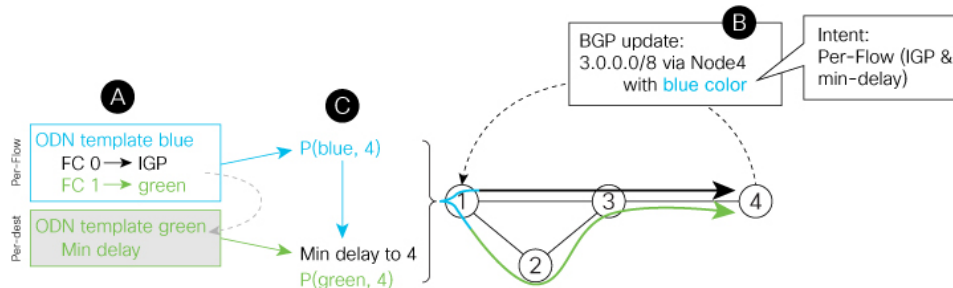 A
ODN template blue
FC 0 → IGP
FC 1 → green
Per-Flow
ODN template green
Min delay
Per-dest
C
P(blue, 4)
Min delay to 4
P(green, 4)
B
BGP update:
3.0.0.0/8 via Node4
with blue color
Intent:
Per-Flow (IGP &
min-delay)
1
3
4
2